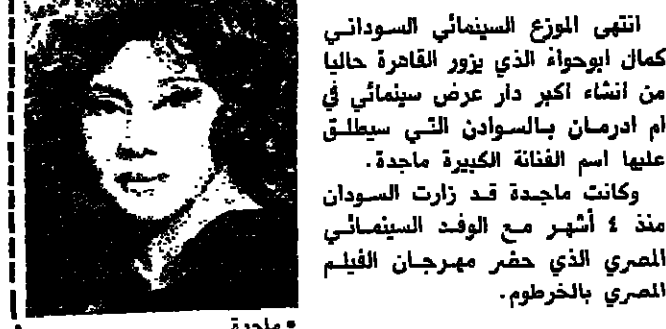 انتهى الموزع السينمائي السوداني
كمال ابوحواء الذي يزور القاهرة حاليا
من انشاء اكبر دار عرض سينمائي في
ام ادرمان بالسوادن التي سيطلق
عليها اسم الفنانة الكبيرة ماجدة.
وكانت ماجدة قد زارت السودان
منذ ٤ أشهر مع الوفد السينمائي
المصري الذي حضر مهرجان الفيلم
المصري بالخرطوم.
• ماجدة